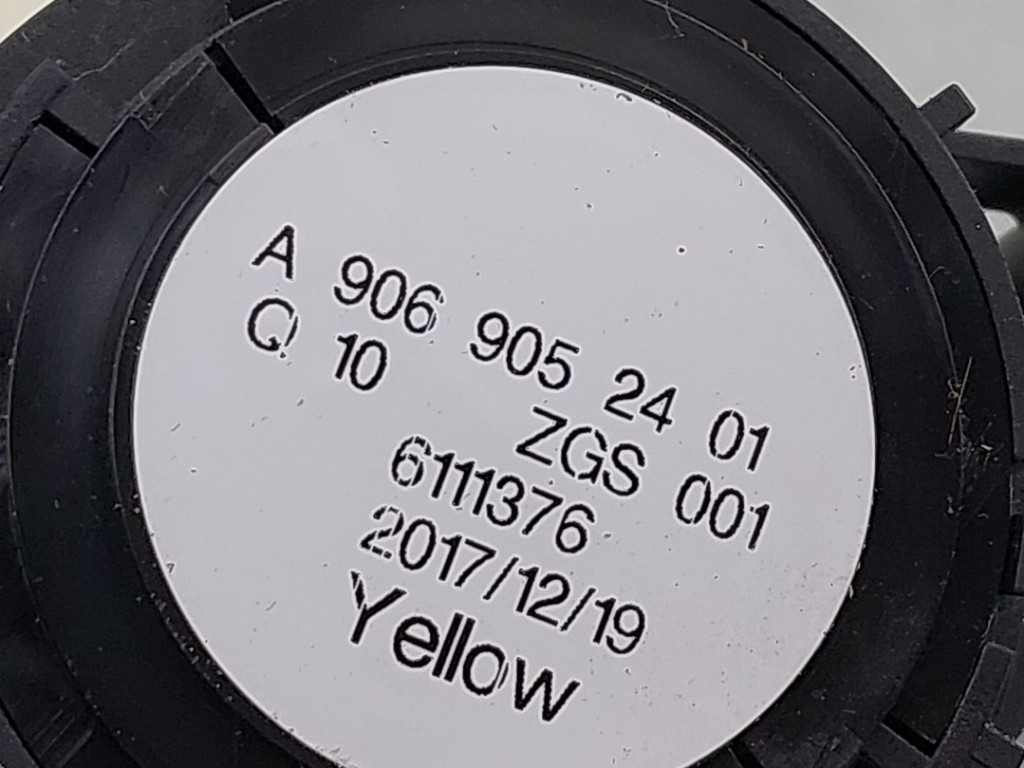 A 906 905 24 01
Q 10 ZGS 001
6111376
2017/12/19
Yellow